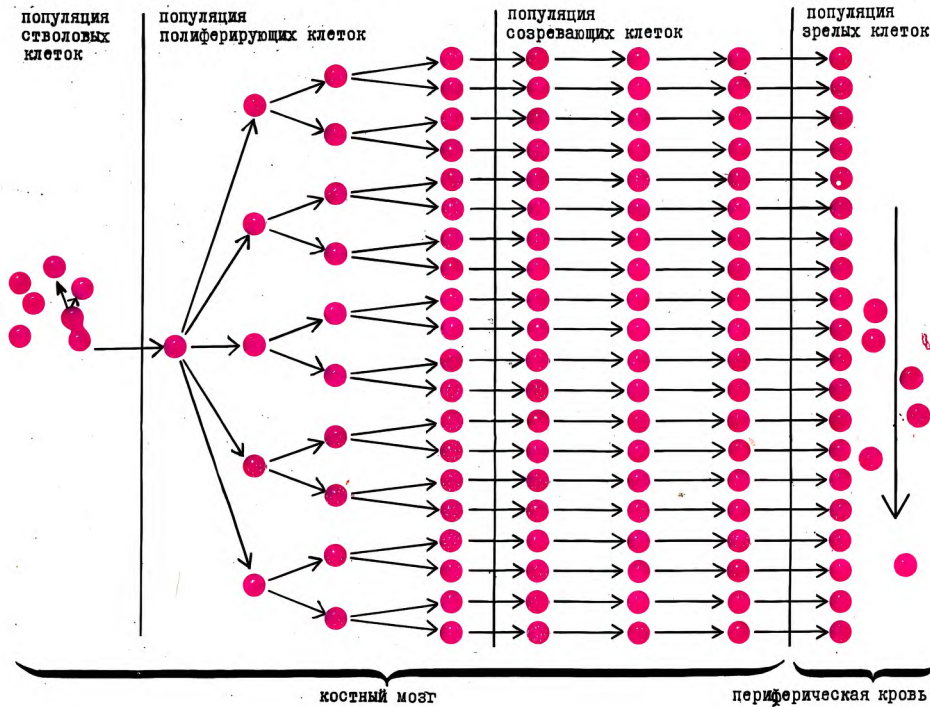 популяция
стволовых
клеток
популяция
полиферирующих клеток
популяция
созревающих клеток
популяция
зрелых клеток
костный мозг
периферическая кровь